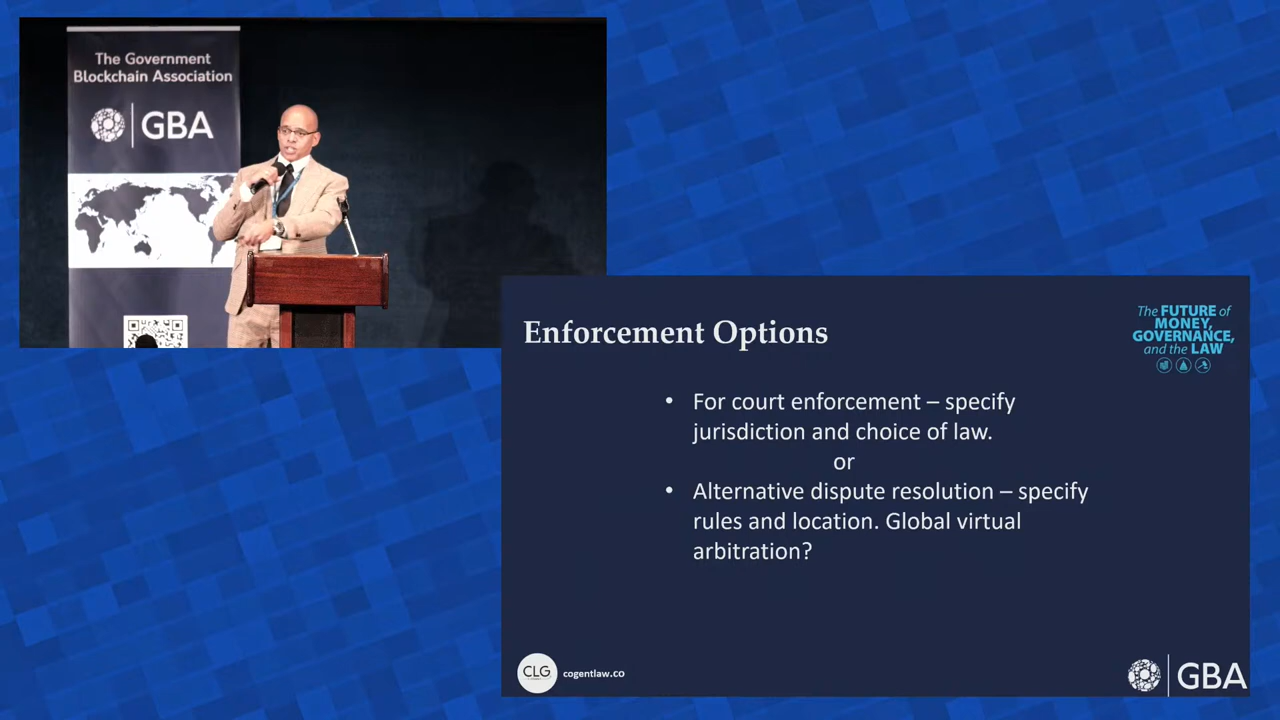 The Government
Blockchain Association
GBA
Enforcement Options
The FUTURE of
MONEY,
GOVERNANCE,
and the LAW
• For court enforcement – specify
jurisdiction and choice of law.
or
• Alternative dispute resolution – specify
rules and location. Global virtual
arbitration?
CLG
cogentlaw.co
GBA